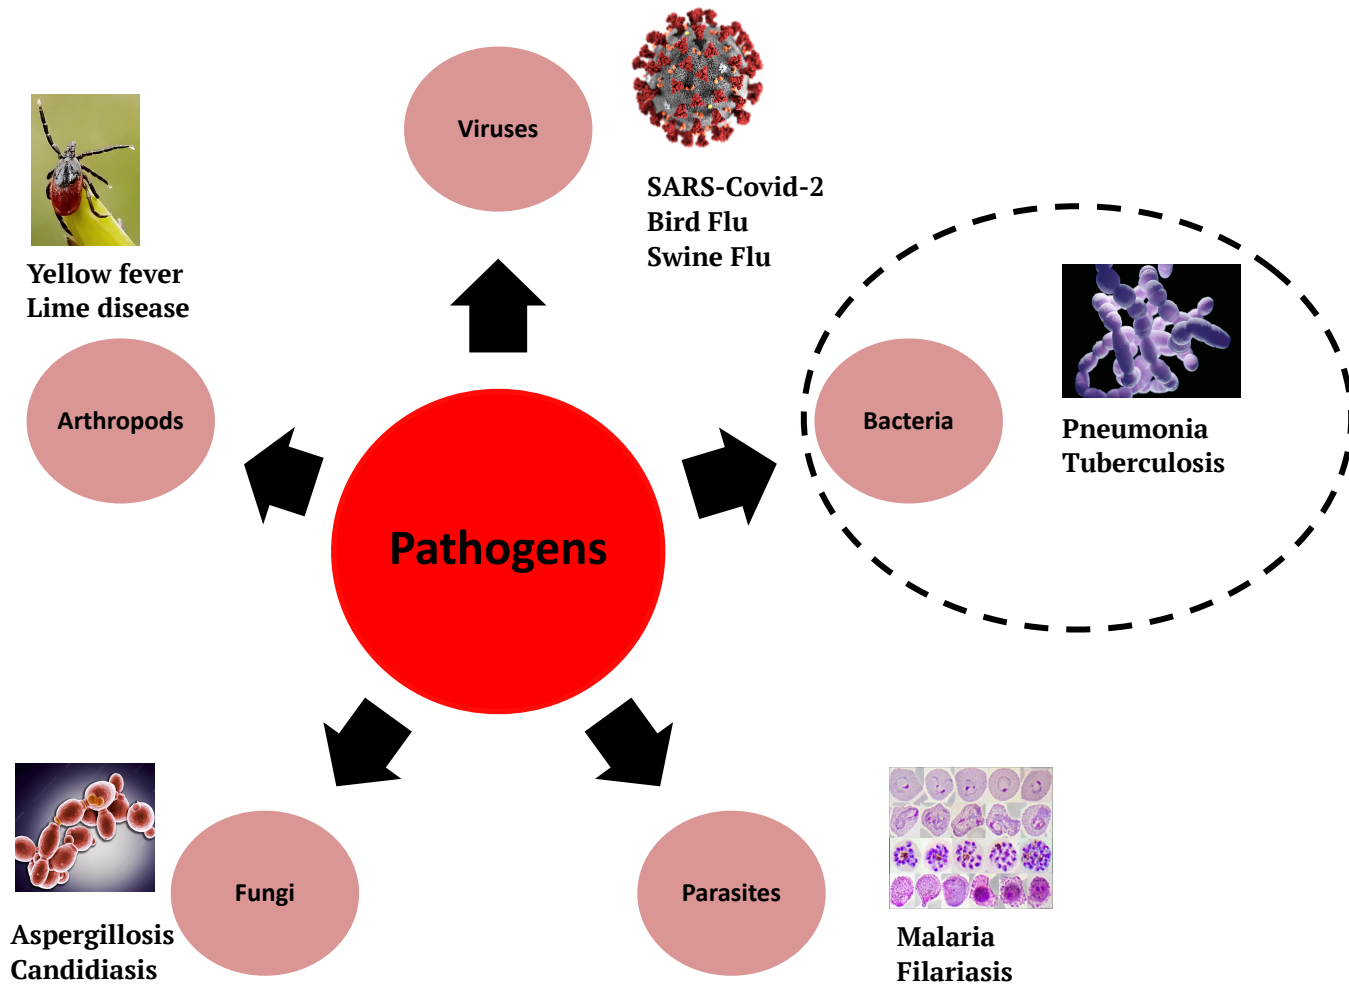 Viruses
SARS-Covid-2
Bird Flu
Swine Flu
Yellow fever
Lime disease
Arthropods
Bacteria
Pneumonia
Tuberculosis
Pathogens
Fungi
Aspergillosis
Candidiasis
Parasites
Malaria
Filariasis